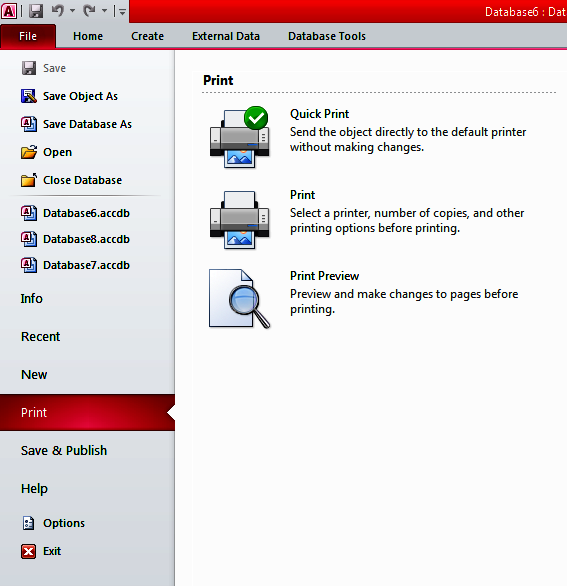 Database6 : Dat
File Home Create External Data Database Tools
Save
Save Object As
Save Database As
Open
Close Database
Database6.accdb
Database8.accdb
Database7.accdb
Info
Recent
New
Print
Save & Publish
Help
Options
Exit
Print
Quick Print
Send the object directly to the default printer
without making changes.
Print
Select a printer, number of copies, and other
printing options before printing.
Print Preview
Preview and make changes to pages before
printing.